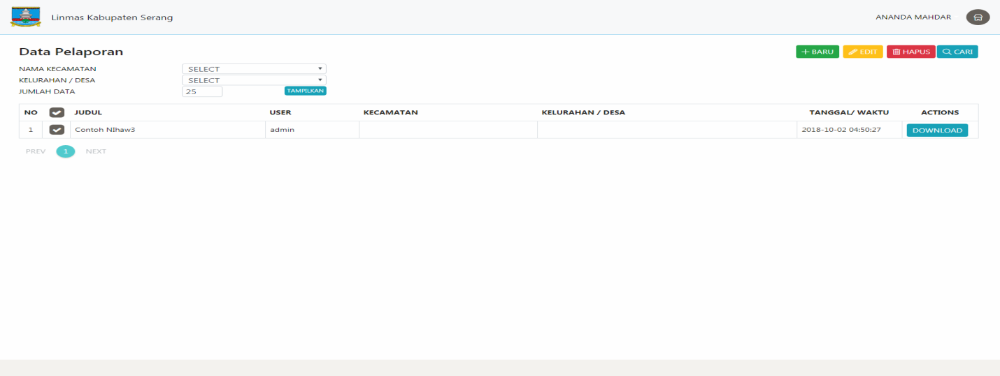 Linmas Kabupaten Serang ANANDA MAHDAR
Data Pelaporan BARU EDIT HAPUS CARI
NAMA KECAMATAN SELECT
KELURAHAN / DESA SELECT
JUMLAH DATA 25 TAMPILKAN
NO JUDUL USER KECAMATAN KELURAHAN / DESA TANGGAL/ WAKTU ACTIONS
1 Contoh NIhaw3 admin 2018-10-02 04:50:27 DOWNLOAD
PREV 1 NEXT